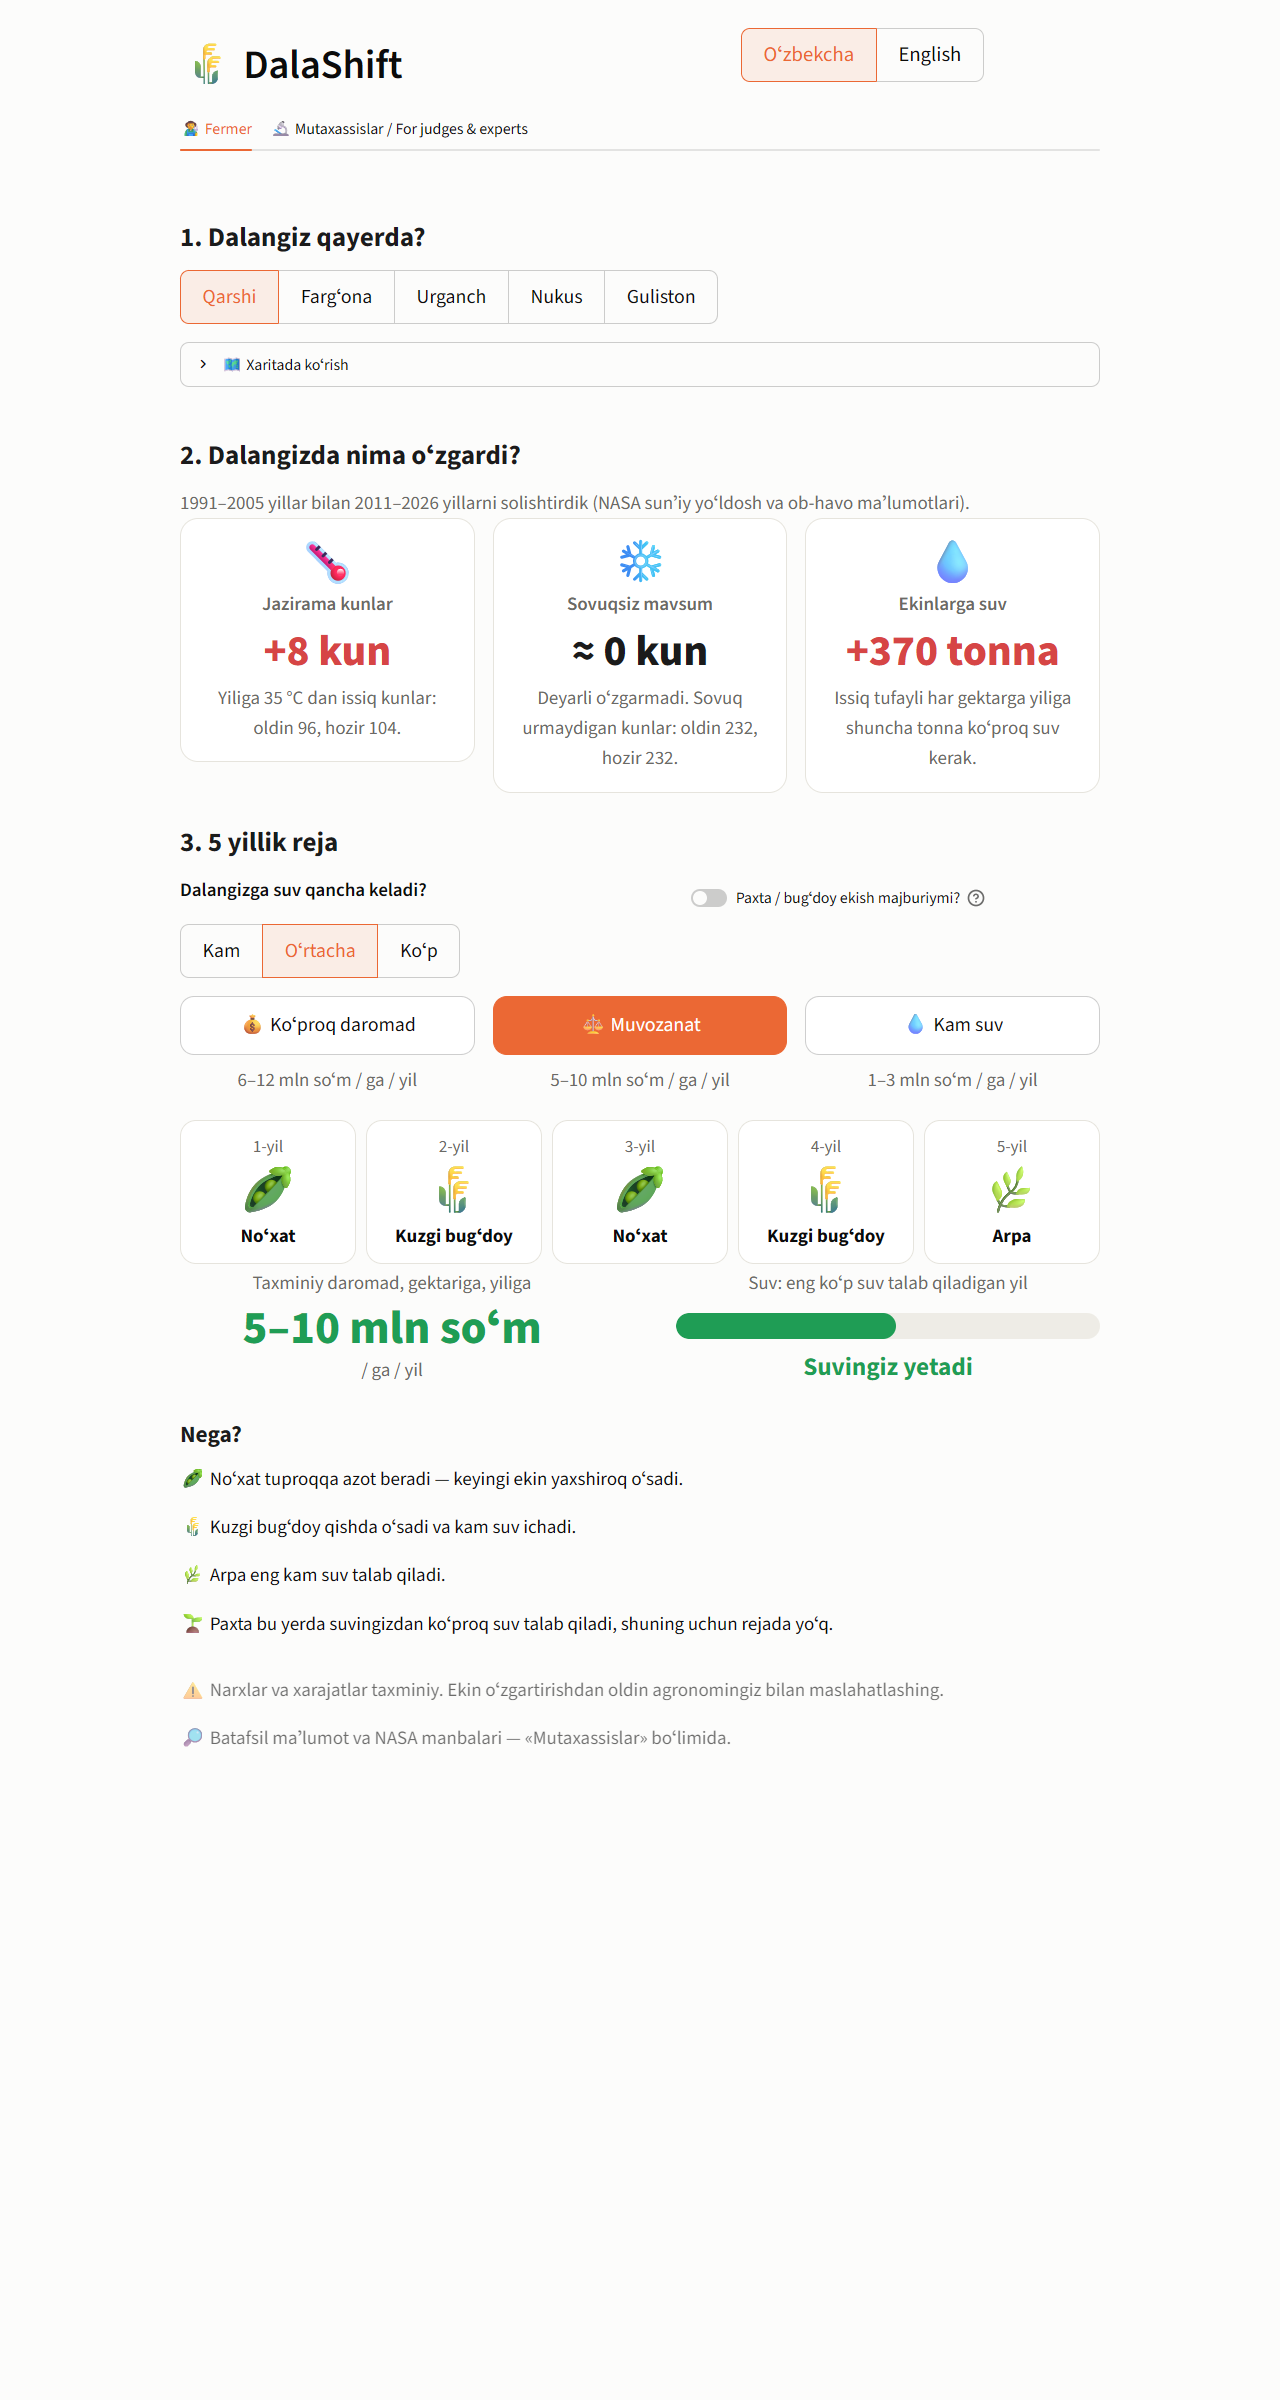 DalaShift
Oʻzbekcha
English
Fermer
Mutaxassislar / For judges & experts
1. Dalangiz qayerda?
Qarshi
Fargʻona
Urganch
Nukus
Guliston
Xaritada koʻrish
2. Dalangizda nima oʻzgardi?
1991–2005 yillar bilan 2011–2026 yillarni solishtirdik (NASA sunʼiy yoʻldosh va ob-havo maʼlumotlari).
Jazirama kunlar
+8 kun
Yiliga 35 °C dan issiq kunlar:
oldin 96, hozir 104.
Sovuqsiz mavsum
≈ 0 kun
Deyarli oʻzgarmadi. Sovuq
urmaydigan kunlar: oldin 232,
hozir 232.
Ekinlarga suv
+370 tonna
Issiq tufayli har gektarga yiliga
shuncha tonna koʻproq suv
kerak.
3. 5 yillik reja
Dalangizga suv qancha keladi?
Paxta / bugʻdoy ekish majburiymi?
Kam
Oʻrtacha
Koʻp
Koʻproq daromad
Muvozanat
Kam suv
6–12 mln soʻm / ga / yil
5–10 mln soʻm / ga / yil
1–3 mln soʻm / ga / yil
1-yil
Noʻxat
2-yil
Kuzgi bugʻdoy
3-yil
Noʻxat
4-yil
Kuzgi bugʻdoy
5-yil
Arpa
Taxminiy daromad, gektariga, yiliga
5–10 mln soʻm
/ ga / yil
Suv: eng koʻp suv talab qiladigan yil
Suvingiz yetadi
Nega?
Noʻxat tuproqqa azot beradi — keyingi ekin yaxshiroq oʻsadi.
Kuzgi bugʻdoy qishda oʻsadi va kam suv ichadi.
Arpa eng kam suv talab qiladi.
Paxta bu yerda suvingizdan koʻproq suv talab qiladi, shuning uchun rejada yoʻq.
Narxlar va xarajatlar taxminiy. Ekin oʻzgartirishdan oldin agronomingiz bilan maslahatlashing.
Batafsil maʼlumot va NASA manbalari — «Mutaxassislar» boʻlimida.